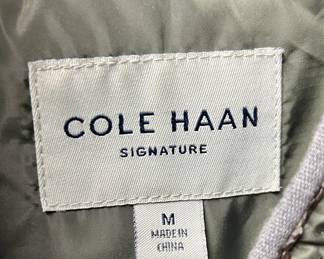 COLE HAAN
SIGNATURE
M
MADE IN
CHINA